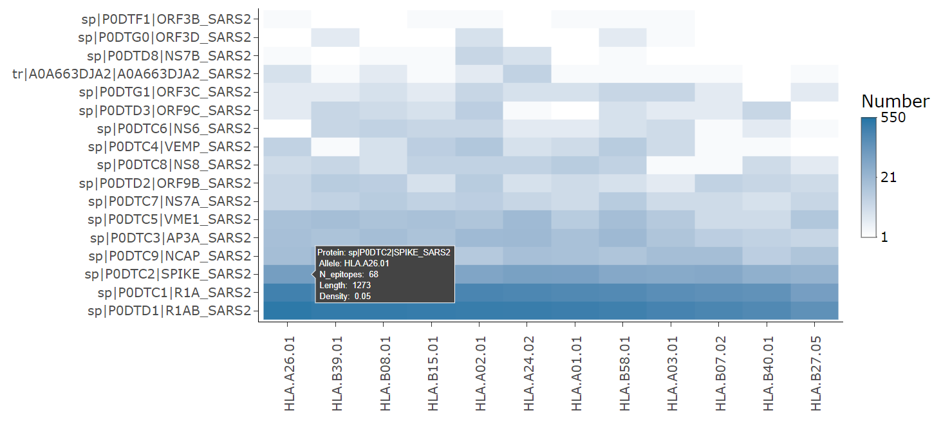 sp|P0DTF1|ORF3B_SARS2
sp|P0DTG0|ORF3D_SARS2
sp|P0DTD8|NS7B_SARS2
tr|A0A663DJA2|A0A663DJA2_SARS2
sp|P0DTG1|ORF3C_SARS2
sp|P0DTD3|ORF9C_SARS2
sp|P0DTC6|NS6_SARS2
sp|P0DTC4|VEMP_SARS2
sp|P0DTC8|NS8_SARS2
sp|P0DTD2|ORF9B_SARS2
sp|P0DTC7|NS7A_SARS2
sp|P0DTC5|VME1_SARS2
sp|P0DTC3|AP3A_SARS2
sp|P0DTC9|NCAP_SARS2
sp|P0DTC2|SPIKE_SARS2
sp|P0DTC1|R1A_SARS2
sp|P0DTD1|R1AB_SARS2
Protein: sp|P0DTC2|SPIKE_SARS2
Allele: HLA.A26.01
N_epitopes: 68
Length: 1273
Density: 0.05
HLA.A26.01
HLA.B39.01
HLA.B08.01
HLA.B15.01
HLA.A02.01
HLA.A24.02
HLA.A01.01
HLA.B58.01
HLA.A03.01
HLA.B07.02
HLA.B40.01
HLA.B27.05
Number
550
21
1